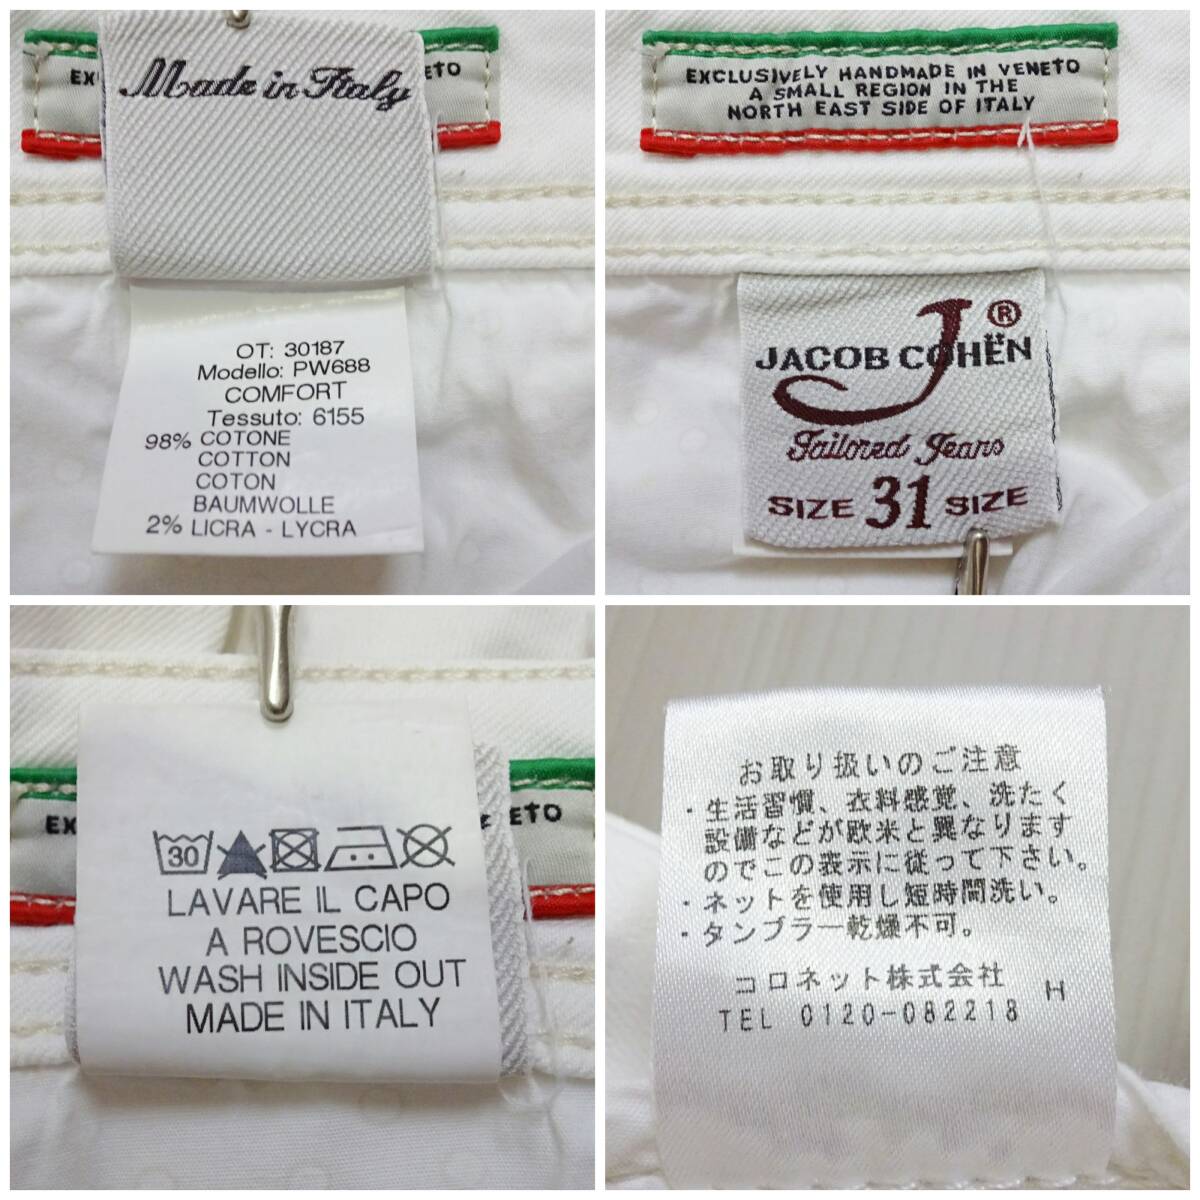 Made in Italy
EX
ETO
OT: 30187
Modello: PW688
COMFORT
Tessuto: 6155
98% COTONE
COTTON
COTON
BAUMWOLLE
2% LICRA - LYCRA
EXCLUSIVELY HANDMADE IN VENETO
A SMALL REGION IN THE
NORTH EAST SIDE OF ITALY
J®
JACOB COHËN
Tailored Jeans
SIZE 31 SIZE
EX
ETO
30
LAVARE IL CAPO
A ROVESCIO
WASH INSIDE OUT
MADE IN ITALY
お取り扱いのご注意
・生活習慣、衣料感覚、洗たく
設備などが欧米と異なります
のでこの表示に従って下さい。
・ネットを使用し短時間洗い。
・タンブラー乾燥不可。
コロネット株式会社
TEL 0120-082218 H